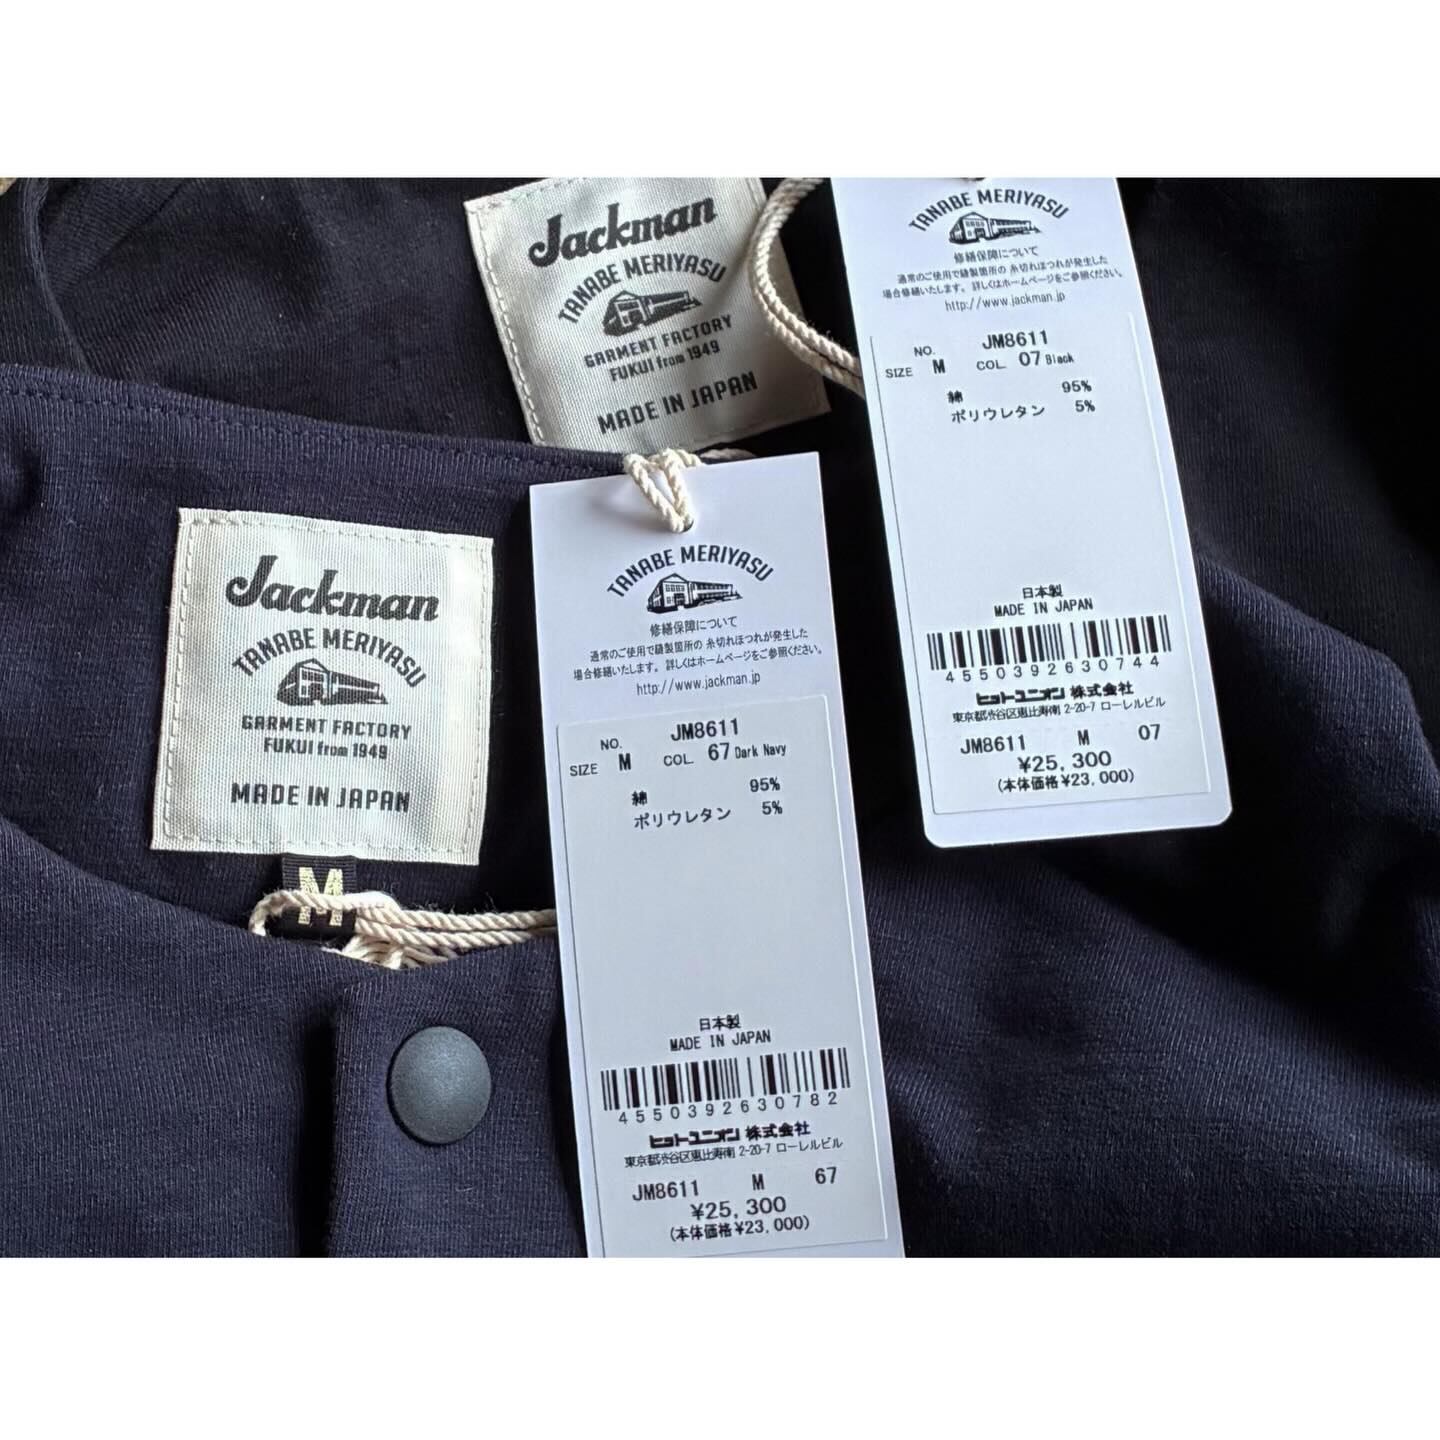 Jackman
TANABE MERIYASU
GARMENT FACTORY
FUKUI from 1949
MADE IN JAPAN
TANABE MERIYASU
修繕保障について
通常のご使用で縫製箇所の糸切れほつれが発生した
場合修繕いたします。詳しくはホームページをご参照ください。
http://www.jackman.jp
NO. JM8611
SIZE M COL. 07 Black
綿 95%
ポリウレタン 5%
日本製
MADE IN JAPAN
4550392630744
ヒットユニオン 株式会社
東京都渋谷区恵比寿南 2-20-7 ローレルビル
JM8611 M 07
¥25,300
(本体価格¥23,000)
Jackman
TANABE MERIYASU
GARMENT FACTORY
FUKUI from 1949
MADE IN JAPAN
M
TANABE MERIYASU
修繕保障について
通常のご使用で縫製箇所の糸切れほつれが発生した
場合修繕いたします。詳しくはホームページをご参照ください。
http://www.jackman.jp
NO. JM8611
SIZE M COL. 67 Dark Navy
綿 95%
ポリウレタン 5%
日本製
MADE IN JAPAN
4550392630782
ヒットユニオン 株式会社
東京都渋谷区恵比寿南 2-20-7 ローレルビル
JM8611 M 67
¥25,300
(本体価格¥23,000)